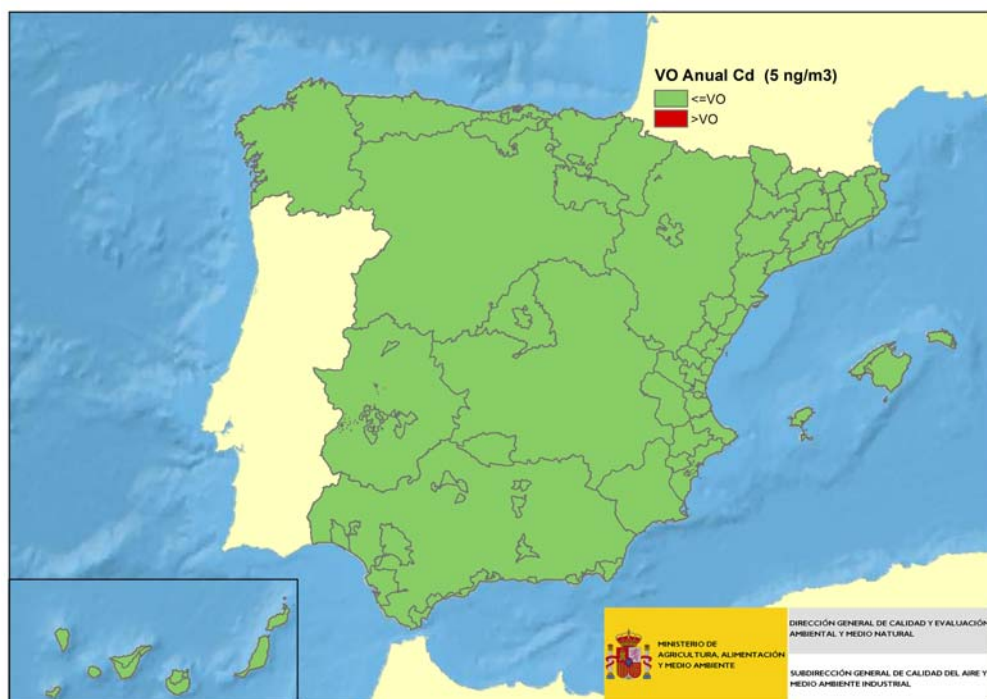 VO Anual Cd (5 ng/m3)
<=VO
>VO
MINISTERIO DE
AGRICULTURA, ALIMENTACIÓN
Y MEDIO AMBIENTE
DIRECCIÓN GENERAL DE CALIDAD Y EVALUACIÓN
AMBIENTAL Y MEDIO NATURAL
SUBDIRECCIÓN GENERAL DE CALIDAD DEL AIRE Y
MEDIO AMBIENTE INDUSTRIAL